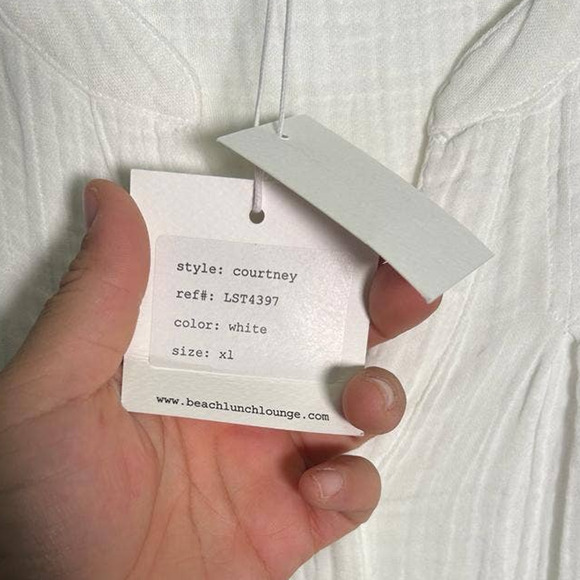 style: courtney
ref#: LST4397
color: white
size: xl
www.beachlunchlounge.com